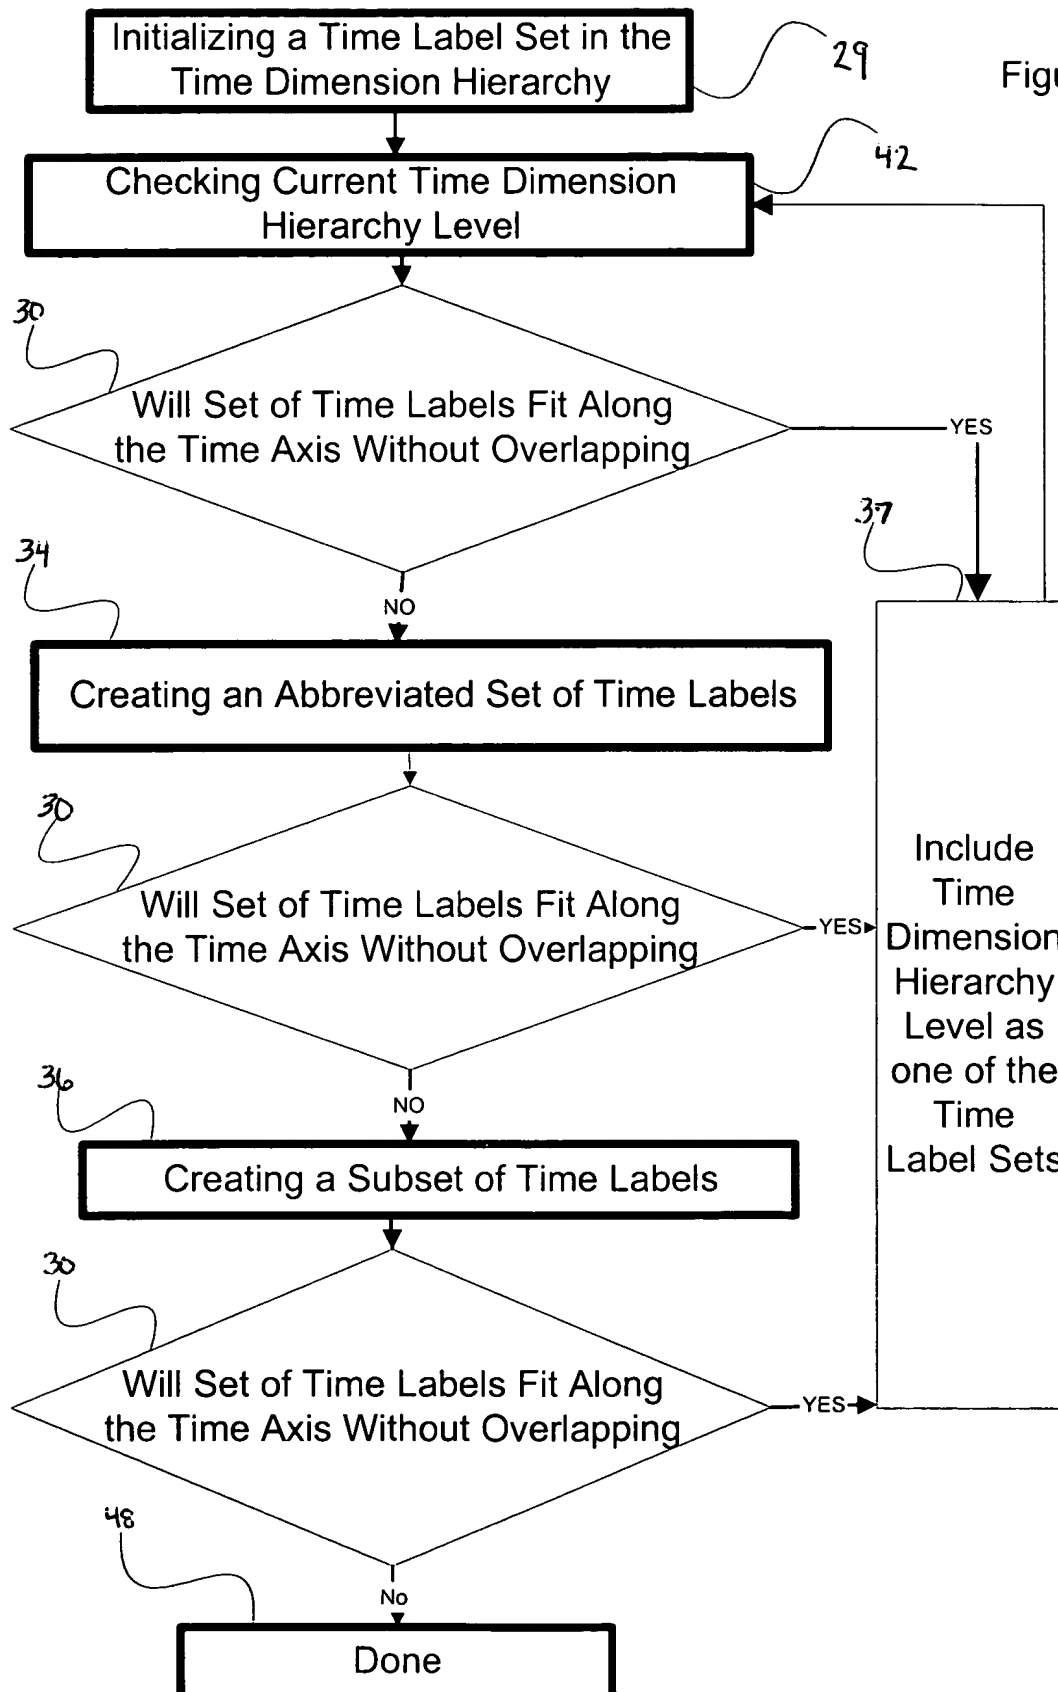 Initializing a Time Label Set in the
Time Dimension Hierarchy
29
Figu
Checking Current Time Dimension
Hierarchy Level
42
30
Will Set of Time Labels Fit Along
the Time Axis Without Overlapping
YES
37
34
NO
Creating an Abbreviated Set of Time Labels
30
Will Set of Time Labels Fit Along
the Time Axis Without Overlapping
YES
Include
Time
Dimension
Hierarchy
Level as
one of the
Time
Label Sets
36
NO
Creating a Subset of Time Labels
30
Will Set of Time Labels Fit Along
the Time Axis Without Overlapping
YES
48
No
Done